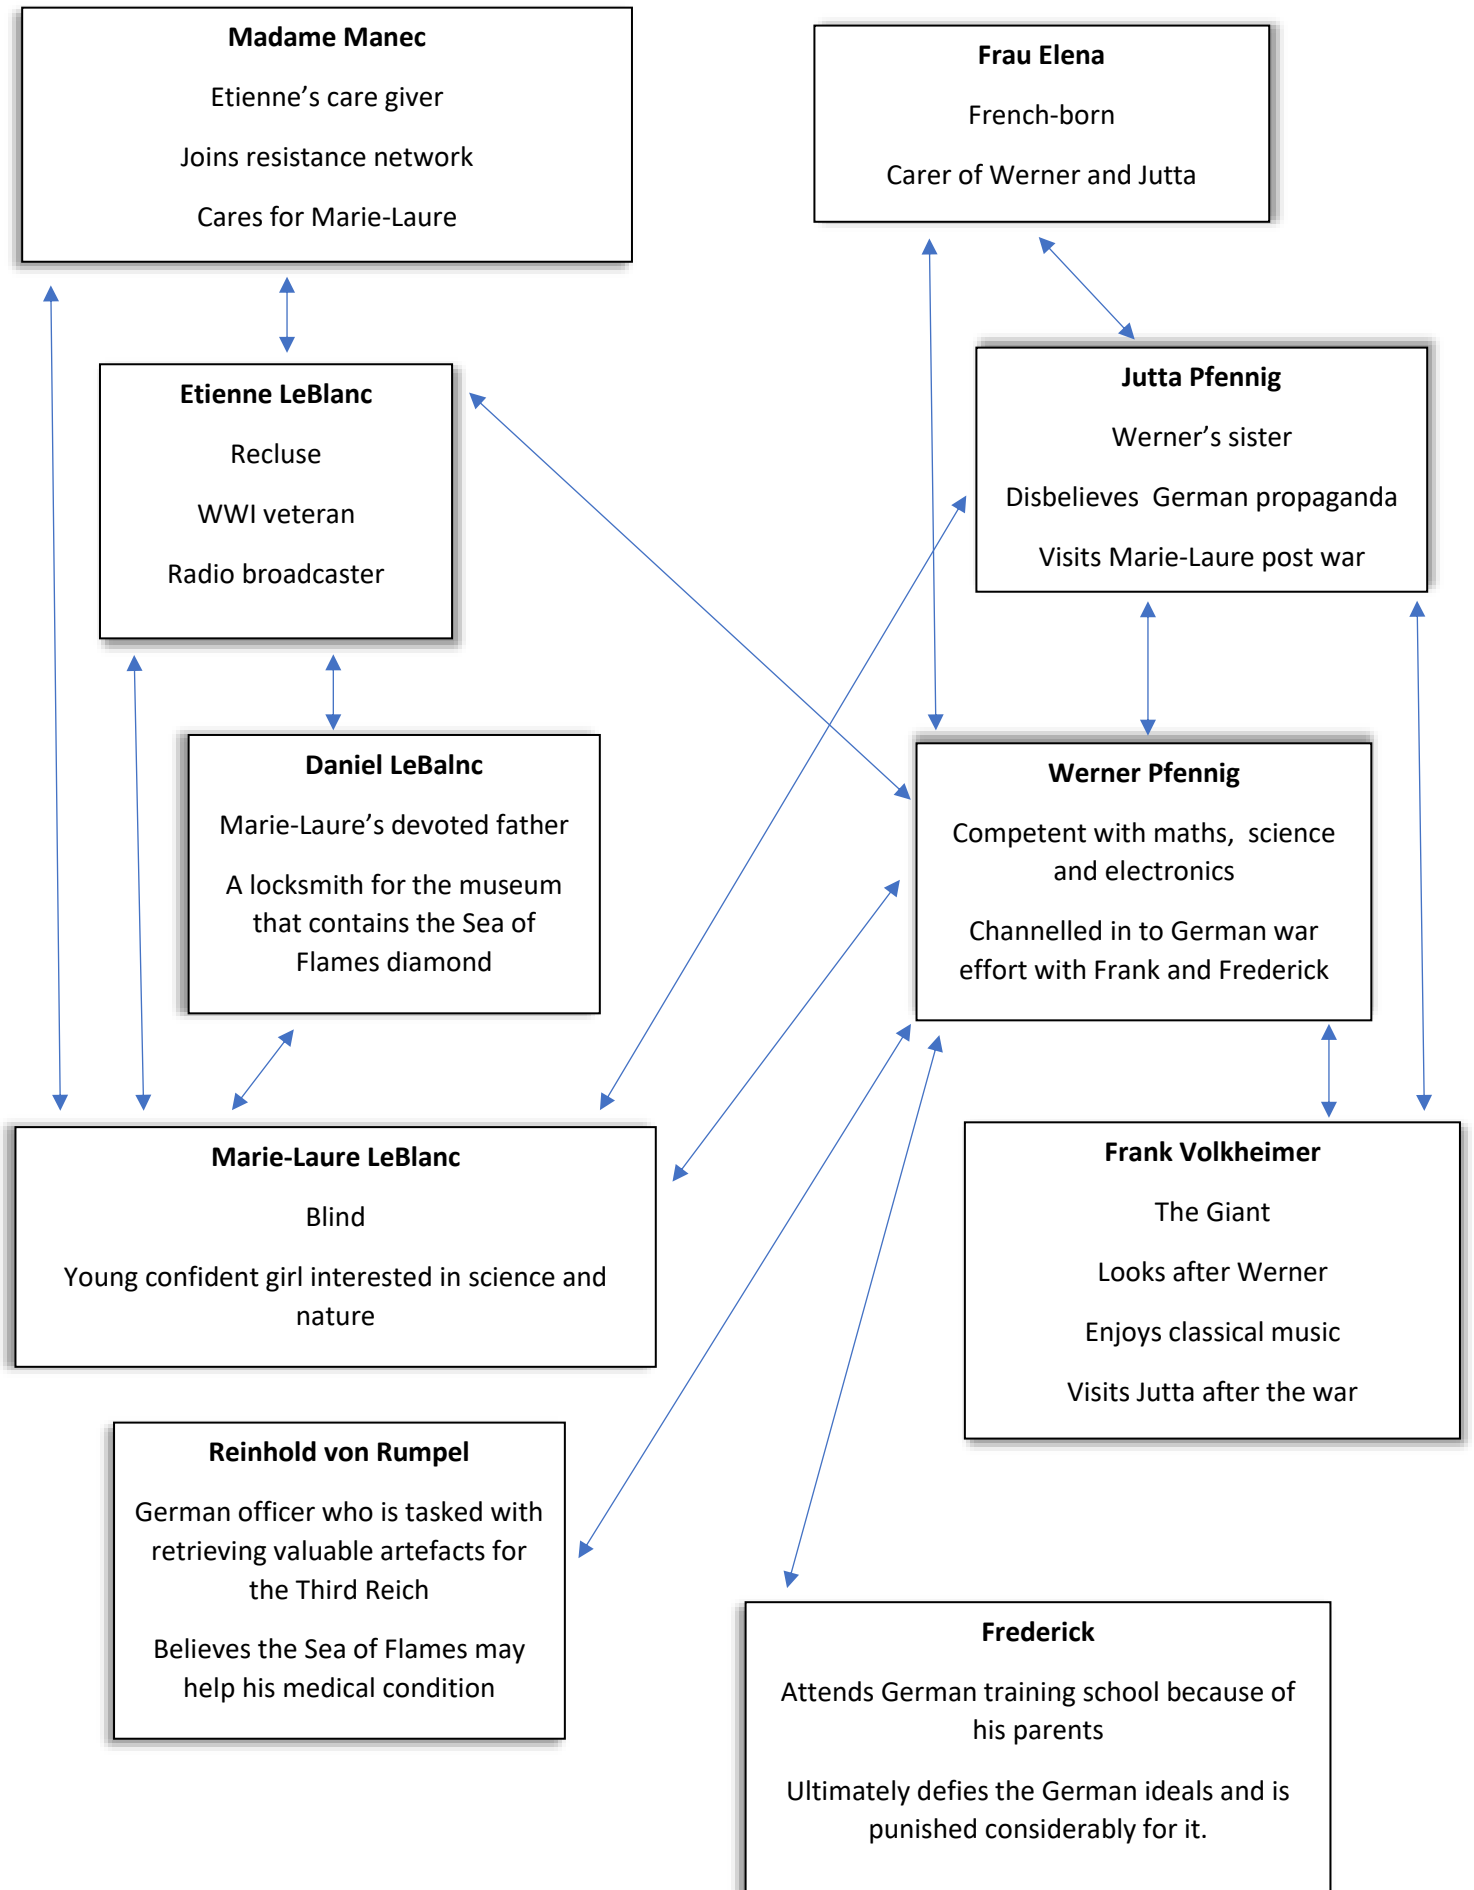 Madame Manec
Etienne’s care giver
Joins resistance network
Cares for Marie-Laure
Frau Elena
French-born
Carer of Werner and Jutta
Etienne LeBlanc
Recluse
WWI veteran
Radio broadcaster
Jutta Pfennig
Werner’s sister
Disbelieves  German propaganda
Visits Marie-Laure post war
Daniel LeBalnc
Marie-Laure’s devoted father
A locksmith for the museum
that contains the Sea of
Flames diamond
Werner Pfennig
Competent with maths,  science
and electronics
Channelled in to German war
effort with Frank and Frederick
Marie-Laure LeBlanc
Blind
Young confident girl interested in science and
nature
Frank Volkheimer
The Giant
Looks after Werner
Enjoys classical music
Visits Jutta after the war
Reinhold von Rumpel
German officer who is tasked with
retrieving valuable artefacts for
the Third Reich
Believes the Sea of Flames may
help his medical condition
Frederick
Attends German training school because of
his parents
Ultimately defies the German ideals and is
punished considerably for it.